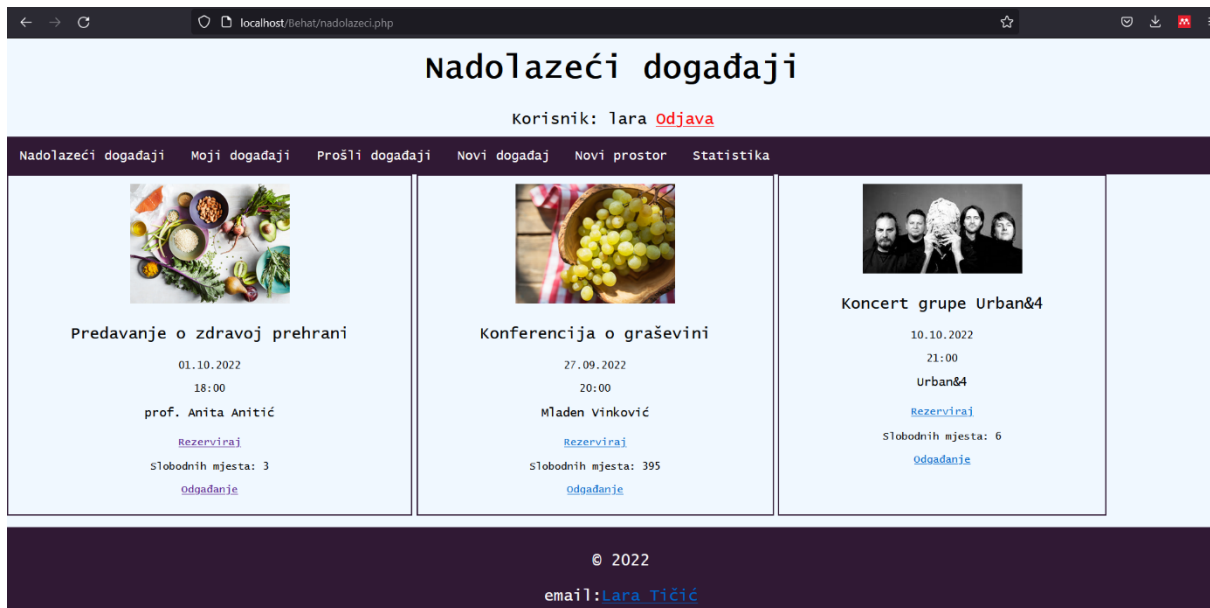 localhost/Behat/nadolazeci.php
Nadolazeći događaji
Korisnik: lara Odjava
Nadolazeći događaji Moji događaji Prošli događaji Novi događaj Novi prostor Statistika
Predavanje o zdravoj prehrani
01.10.2022
18:00
prof. Anita Anitić
Rezerviraj
Slobodnih mjesta: 3
Odgađanje
Konferencija o graševini
27.09.2022
20:00
Mladen Vinković
Rezerviraj
Slobodnih mjesta: 395
Odgađanje
Koncert grupe Urban&4
10.10.2022
21:00
Urban&4
Rezerviraj
Slobodnih mjesta: 6
Odgađanje
© 2022
email:Lara Tičić